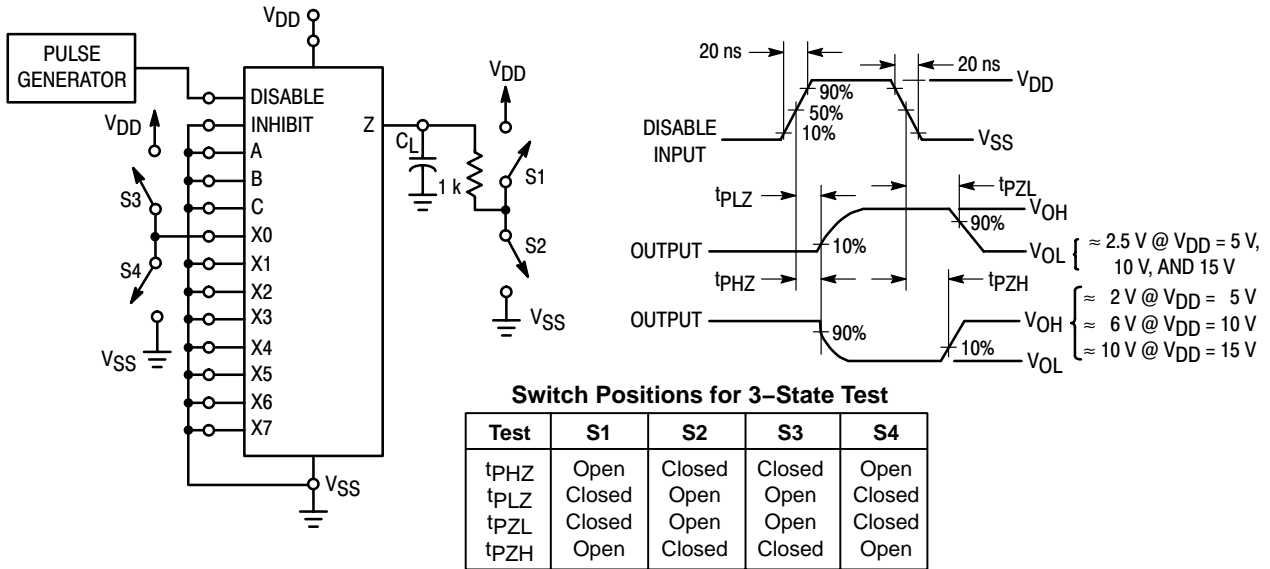 VDD
PULSE
GENERATOR
DISABLE
INHIBIT
A
B
C
X0
X1
X2
X3
X4
X5
X6
X7
Z
VDD
S3
S4
VSS
VSS
CL
1 k
VDD
S1
S2
VSS
20 ns
20 ns
VDD
90%
50%
10%
DISABLE
INPUT
VSS
tPLZ
tPZL
VOH
90%
OUTPUT
10%
VOL
≈ 2.5 V @ VDD = 5 V,
10 V, AND 15 V
tPHZ
tPZH
OUTPUT
VOH
90%
10%
VOL
≈ 2 V @ VDD = 5 V
≈ 6 V @ VDD = 10 V
≈ 10 V @ VDD = 15 V
Switch Positions for 3–State Test
Test S1 S2 S3 S4
tPHZ Open Closed Closed Open
tPLZ Closed Open Open Closed
tPZL Closed Open Open Closed
tPZH Open Closed Closed Open